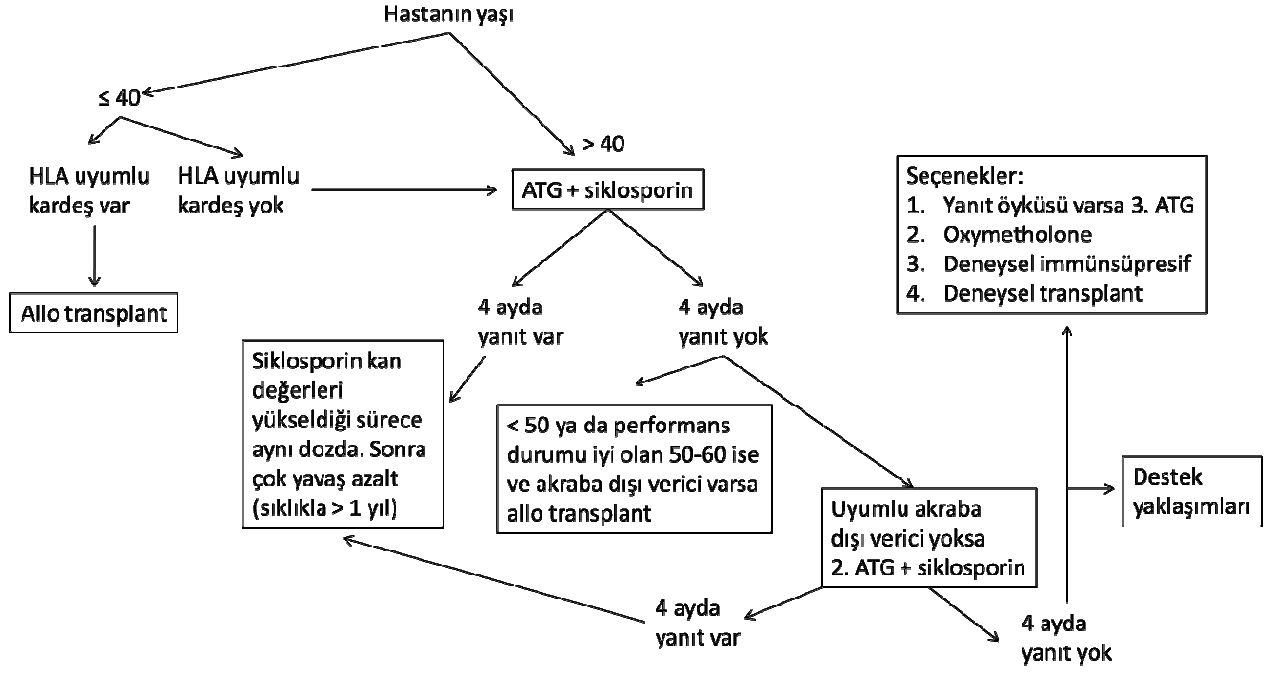 Hastanın yaşı
≤ 40
> 40
HLA uyumlu
kardeş var
HLA uyumlu
kardeş yok
ATG + siklosporin
Allo transplant
4 ayda
yanıt var
4 ayda
yanıt yok
Siklosporin kan
değerleri
yükseldiği sürece
aynı dozda. Sonra
çok yavaş azalt
(sıklıkla > 1 yıl)
< 50 ya da performans
durumu iyi olan 50-60 ise
ve akraba dışı verici varsa
allo transplant
Uyumlu akraba
dışı verici yoksa
2. ATG + siklosporin
4 ayda
yanıt var
4 ayda
yanıt yok
Seçenekler:
1. Yanıt öyküsü varsa 3. ATG
2. Oxymetholone
3. Deneysel immünsüpresif
4. Deneysel transplant
Destek
yaklaşımları